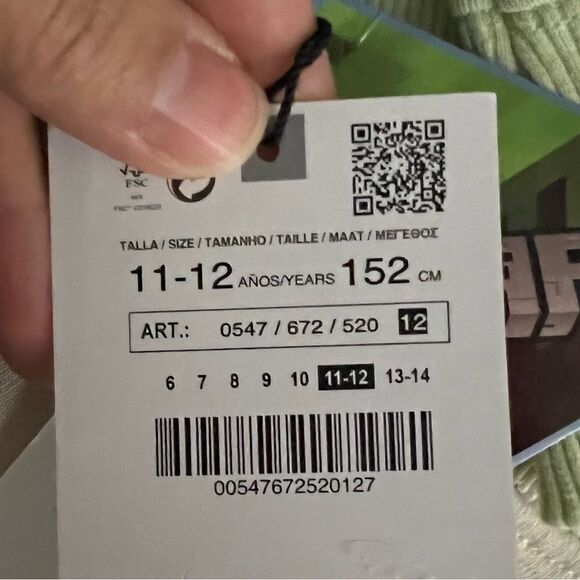 FSC
MIX
TALLA / SIZE / TAMANHO / TAILLE / MAAT / ΜΕΓΕΘΟΣ
11-12 AÑOS/YEARS 152 CM
ART.: 0547 / 672 / 520 12
6 7 8 9 10 11-12 13-14
00547672520127